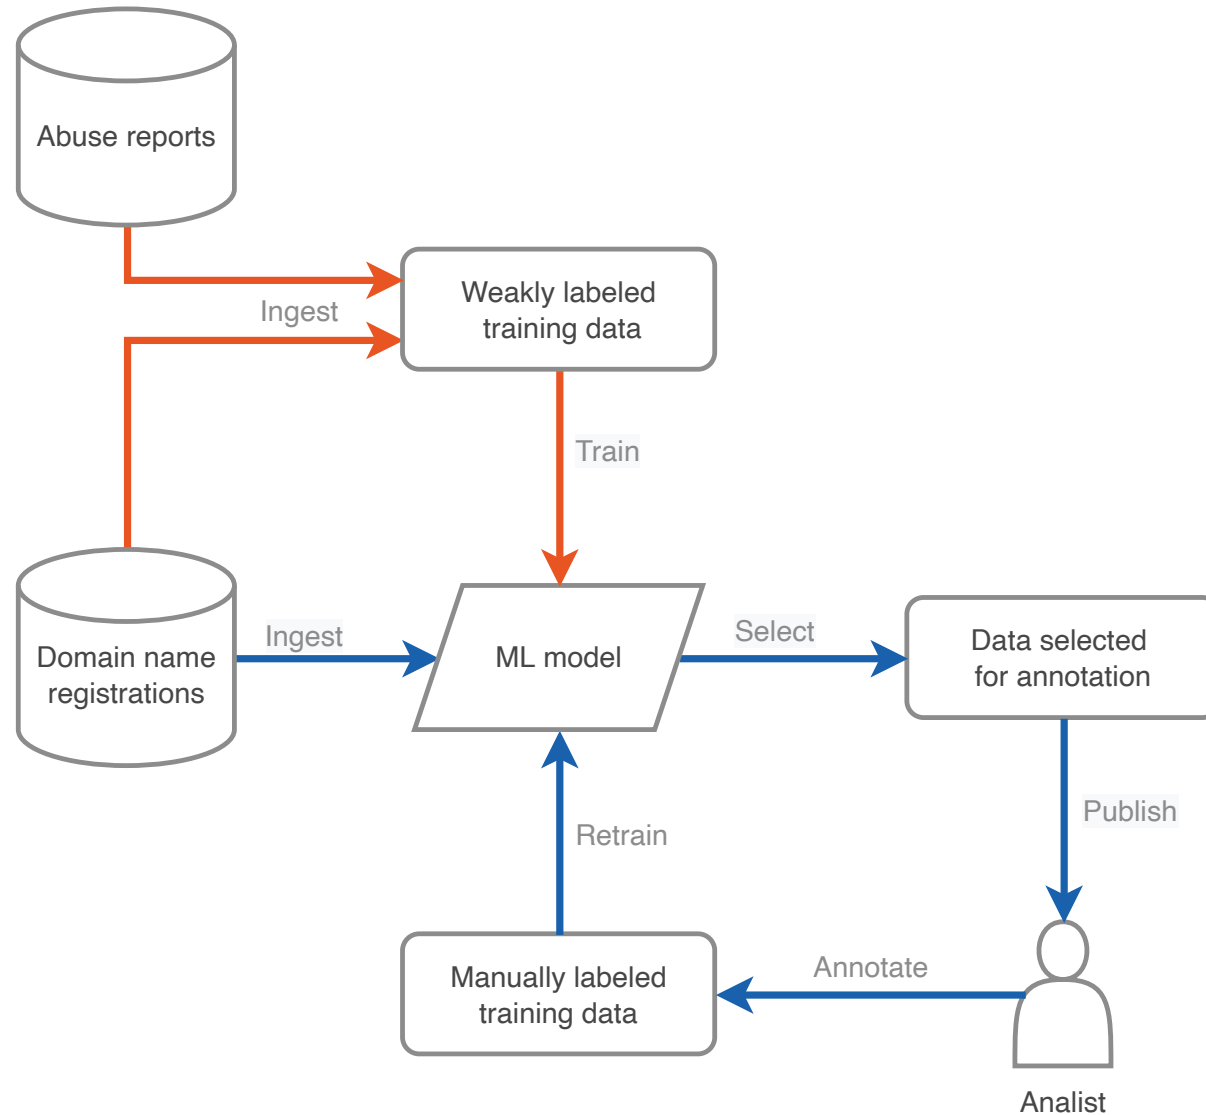 Abuse reports
Weakly labeled
training data
Ingest
Train
Domain name
registrations
Ingest
ML model
Select
Data selected
for annotation
Publish
Retrain
Manually labeled
training data
Annotate
Analist